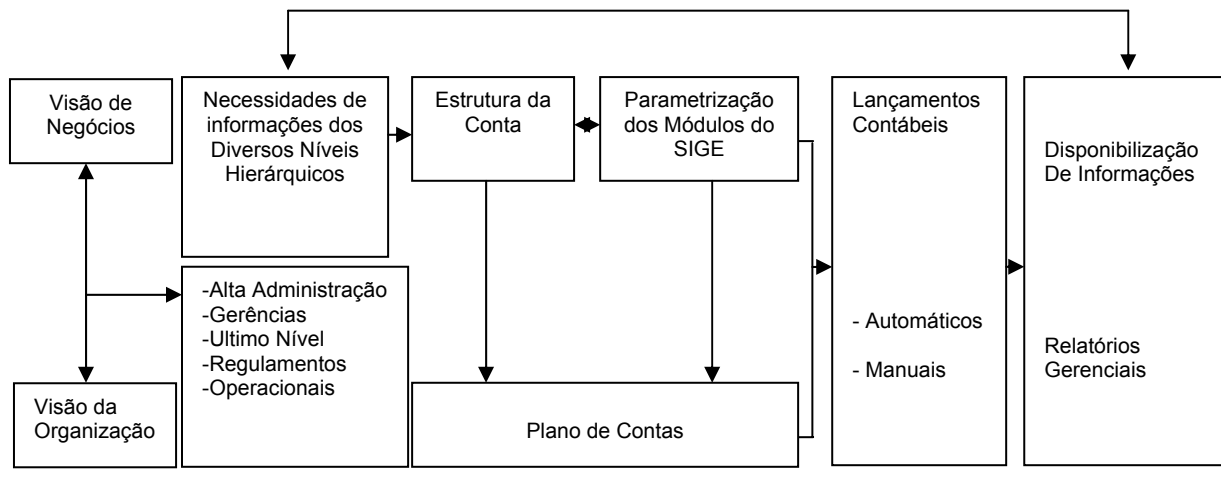 Visão de
Negócios
Necessidades de
informações dos
Diversos Níveis
Hierárquicos
Estrutura da
Conta
Parametrização
dos Módulos do
SIGE
Lançamentos
Contábeis
Disponibilização
De Informações
-Alta Administração
-Gerências
-Ultimo Nível
-Regulamentos
-Operacionais
- Automáticos
- Manuais
Relatórios
Gerenciais
Visão da
Organização
Plano de Contas